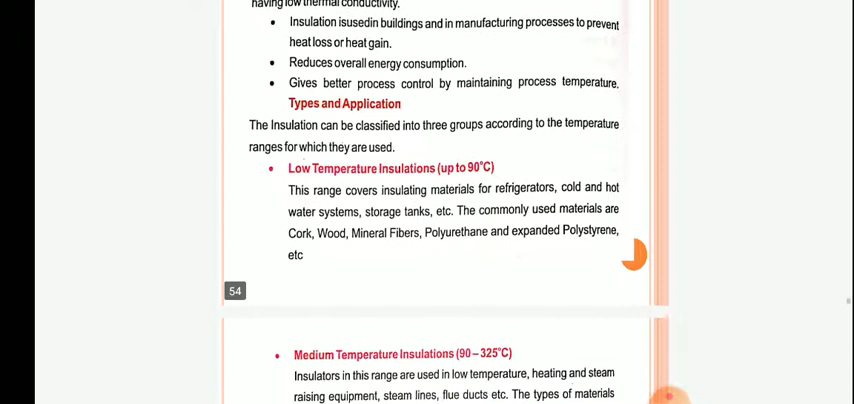 having low thermal conductivity.
• Insulation isusedin buildings and in manufacturing processes to prevent
heat loss or heat gain.
• Reduces overall energy consumption.
• Gives better process control by maintaining process temperature.
Types and Application
The Insulation can be classified into three groups according to the temperature
ranges for which they are used.
• Low Temperature Insulations (up to 90°C)
This range covers insulating materials for refrigerators, cold and hot
water systems, storage tanks, etc. The commonly used materials are
Cork, Wood, Mineral Fibers, Polyurethane and expanded Polystyrene,
etc
54
• Medium Temperature Insulations (90 – 325°C)
Insulators in this range are used in low temperature, heating and steam
raising equipment, steam lines, flue ducts etc. The types of materials